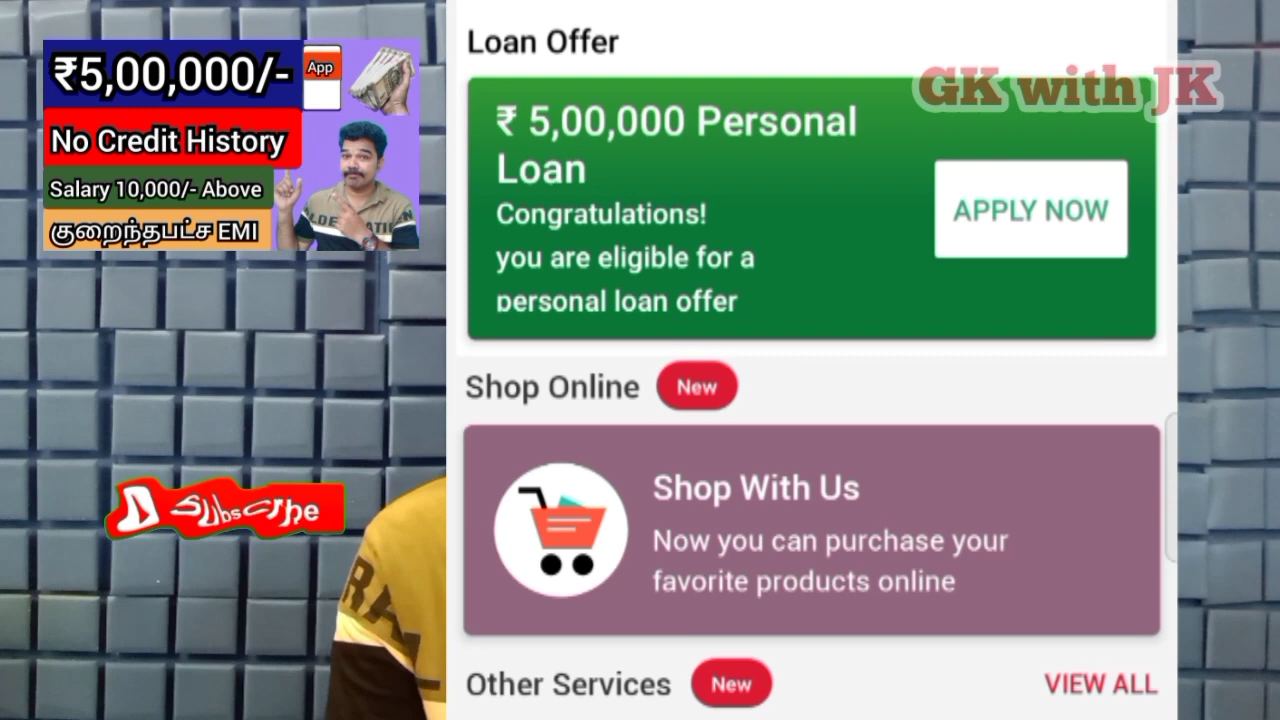 ₹5,00,000/-
App
No Credit History
Salary 10,000/- Above
குறைந்தபட்ச EMI
Subscribe
Loan Offer
GK with JK
₹ 5,00,000 Personal
Loan
Congratulations!
you are eligible for a
personal loan offer
APPLY NOW
Shop Online
New
Shop With Us
Now you can purchase your
favorite products online
Other Services
New
VIEW ALL